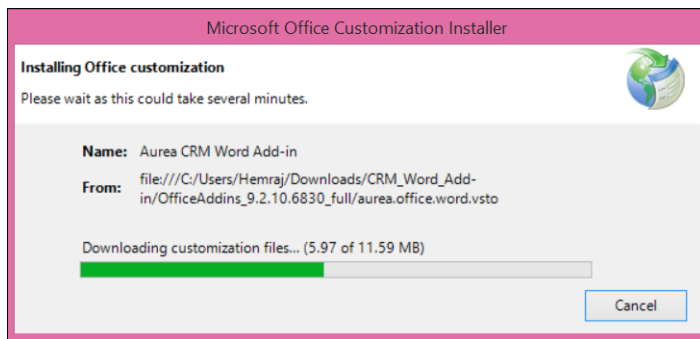 Microsoft Office Customization Installer
Installing Office customization
Please wait as this could take several minutes.
Name: Aurea CRM Word Add-in
From: file:///C:/Users/Hemraj/Downloads/CRM_Word_Add-
in/OfficeAddins_9.2.10.6830_full/aurea.office.word.vsto
Downloading customization files... (5.97 of 11.59 MB)
Cancel